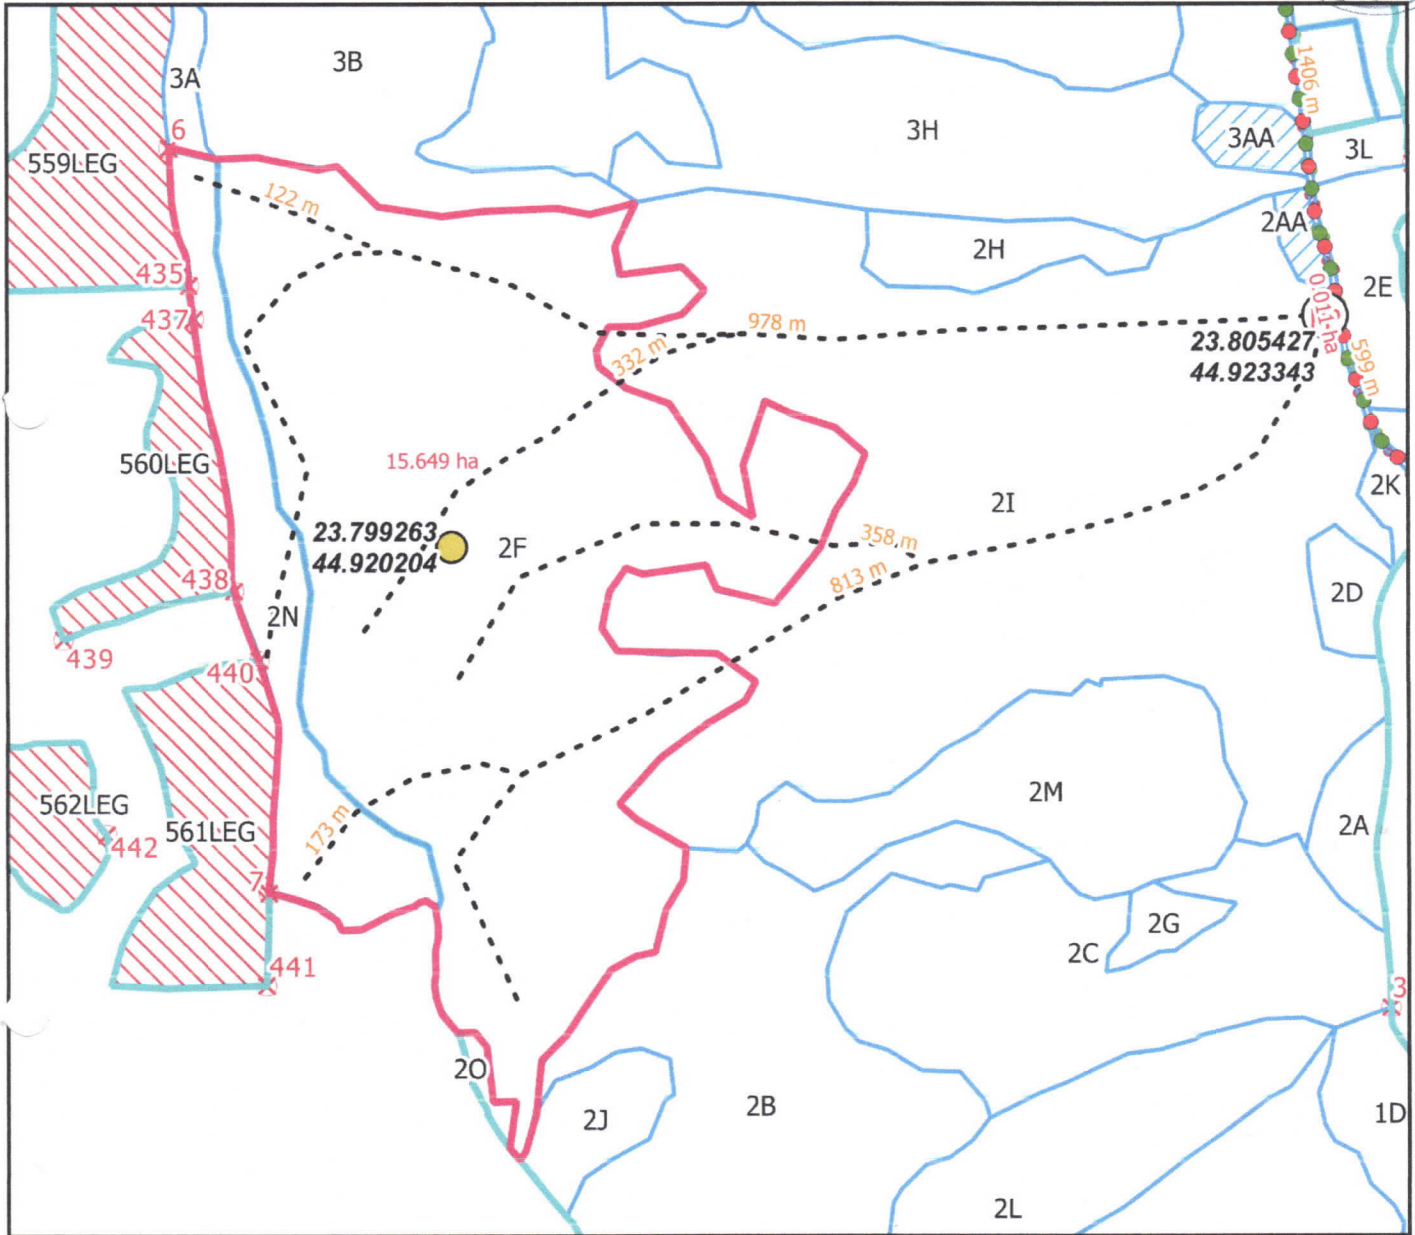 3A
3B
1406 m
6
3H
3AA
3L
559LEG
122 m
2AA
2H
435
2E
437
978 m
0.011 ha
332 m
23.805427
44.923343
599 m
15.649 ha
560LEG
2K
2I
23.799263
44.920204
2F
358 m
813 m
438
2D
2N
439
440
2M
562LEG
561LEG
442
173 m
2A
7
2G
2C
441
3
2O
2J
2B
1D
2L